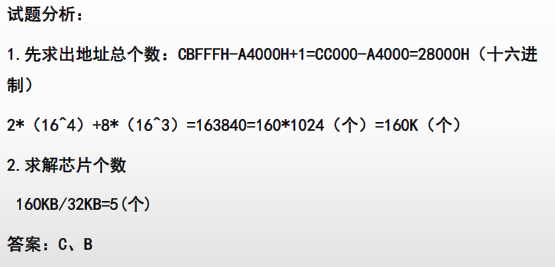 试题分析：
1.先求出地址总个数：CBFFFH-A4000H+1=CC000-A4000=28000H（十六进
制）
2*（16^4）+8*（16^3）=163840=160*1024（个）=160K（个）
2.求解芯片个数
160KB/32KB=5(个)
答案：C、B